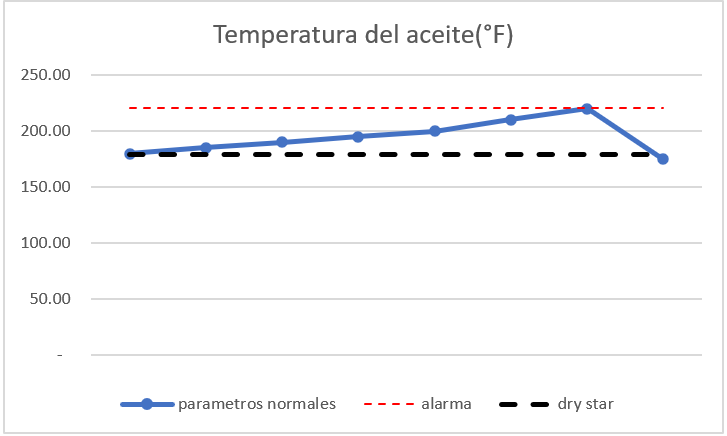 Temperatura del aceite(°F)
250.00
200.00
150.00
100.00
50.00
-
parametros normales
alarma
dry star